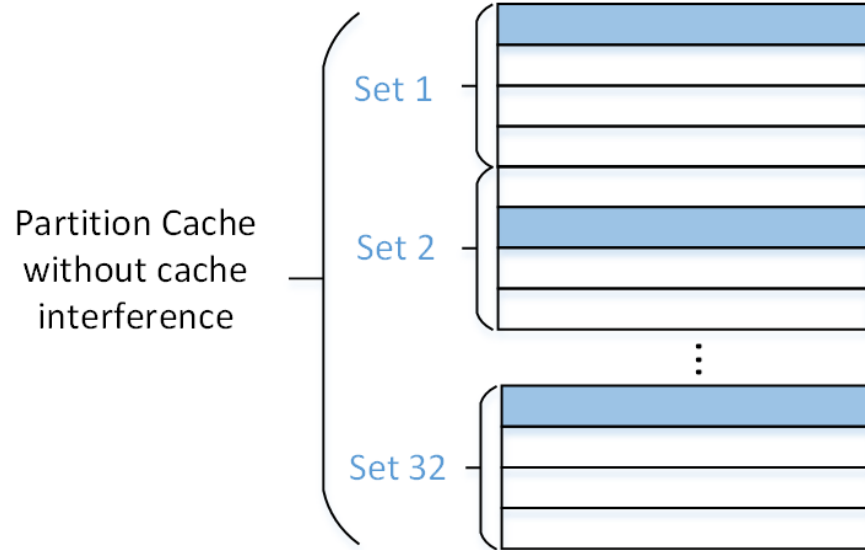 Set 1
Partition Cache
without cache
interference
Set 2
⋮
Set 32